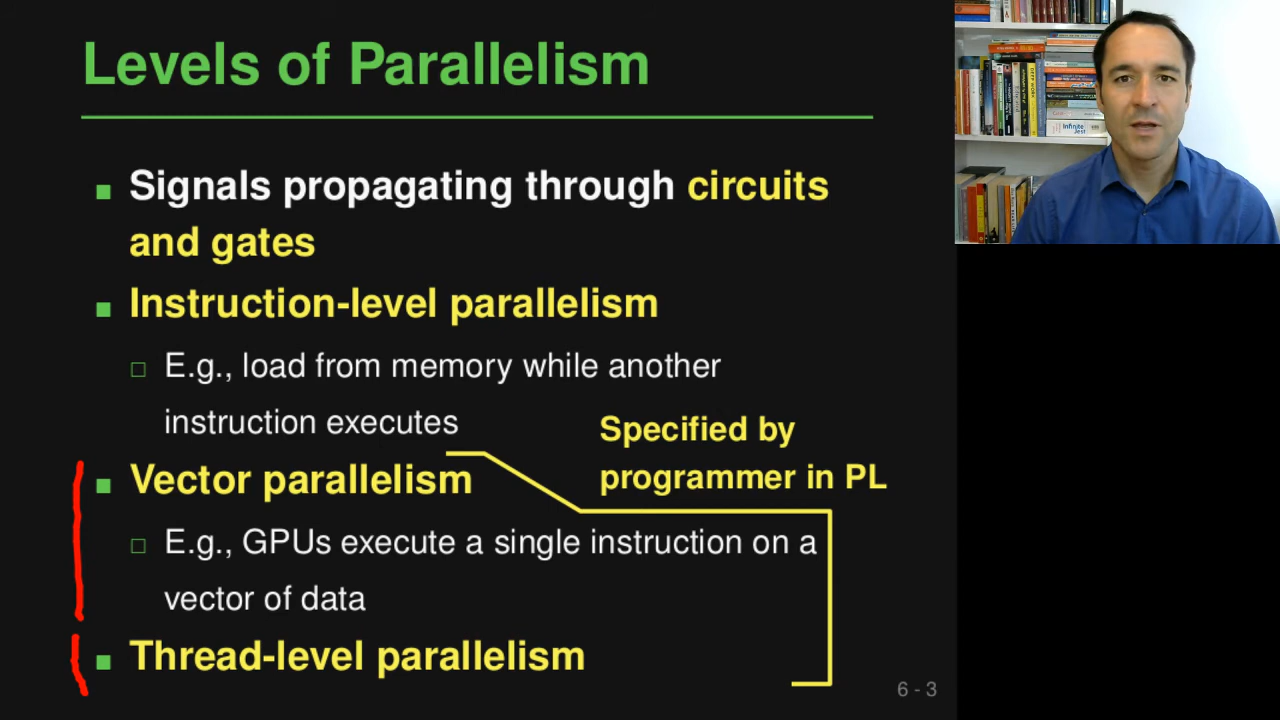 Levels of Parallelism
Signals propagating through circuits
and gates
Instruction-level parallelism
E.g., load from memory while another
instruction executes
Specified by
programmer in PL
Vector parallelism
E.g., GPUs execute a single instruction on a
vector of data
Thread-level parallelism
6 - 3
Infinite
Jest